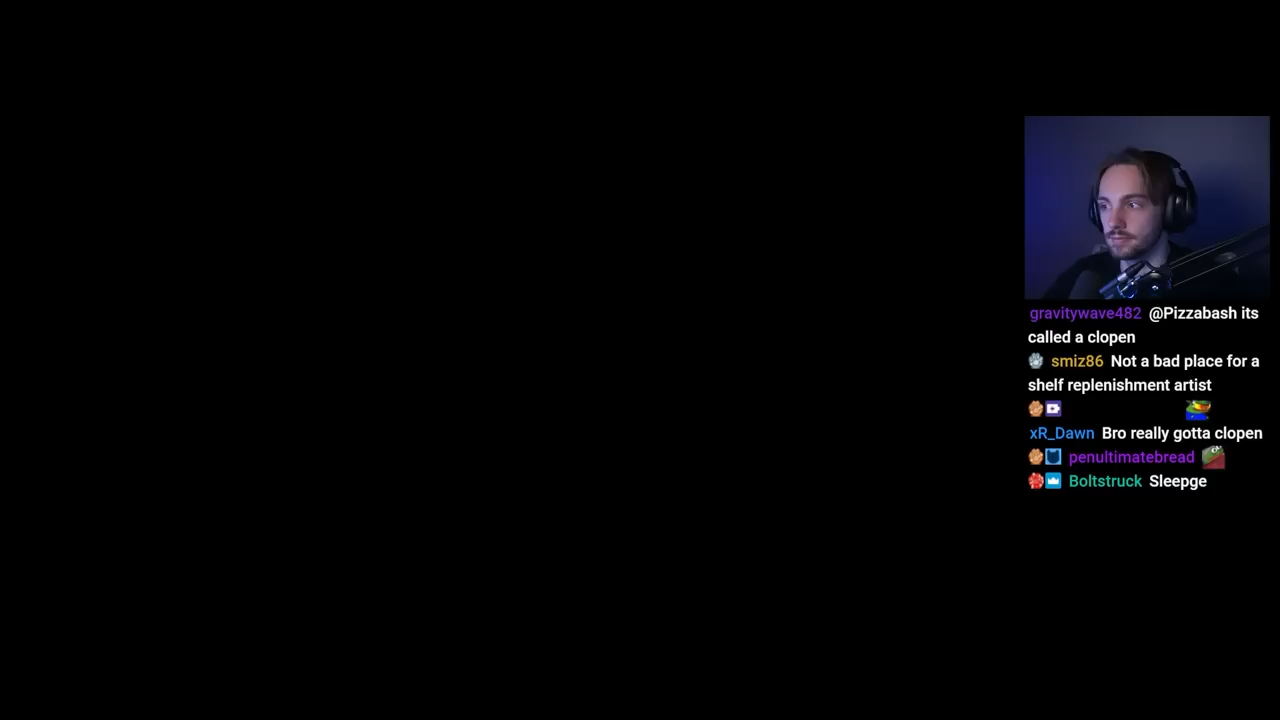 gravitywave482 @Pizzabash its
called a clopen
smiz86 Not a bad place for a
shelf replenishment artist
xR_Dawn Bro really gotta clopen
penultimatebread
Boltstruck Sleepge